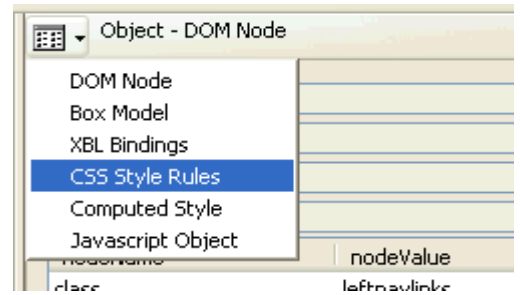 Object - DOM Node
DOM Node
Box Model
XBL Bindings
CSS Style Rules
Computed Style
Javascript Object
nodeName nodeValue
class leftnavlinks